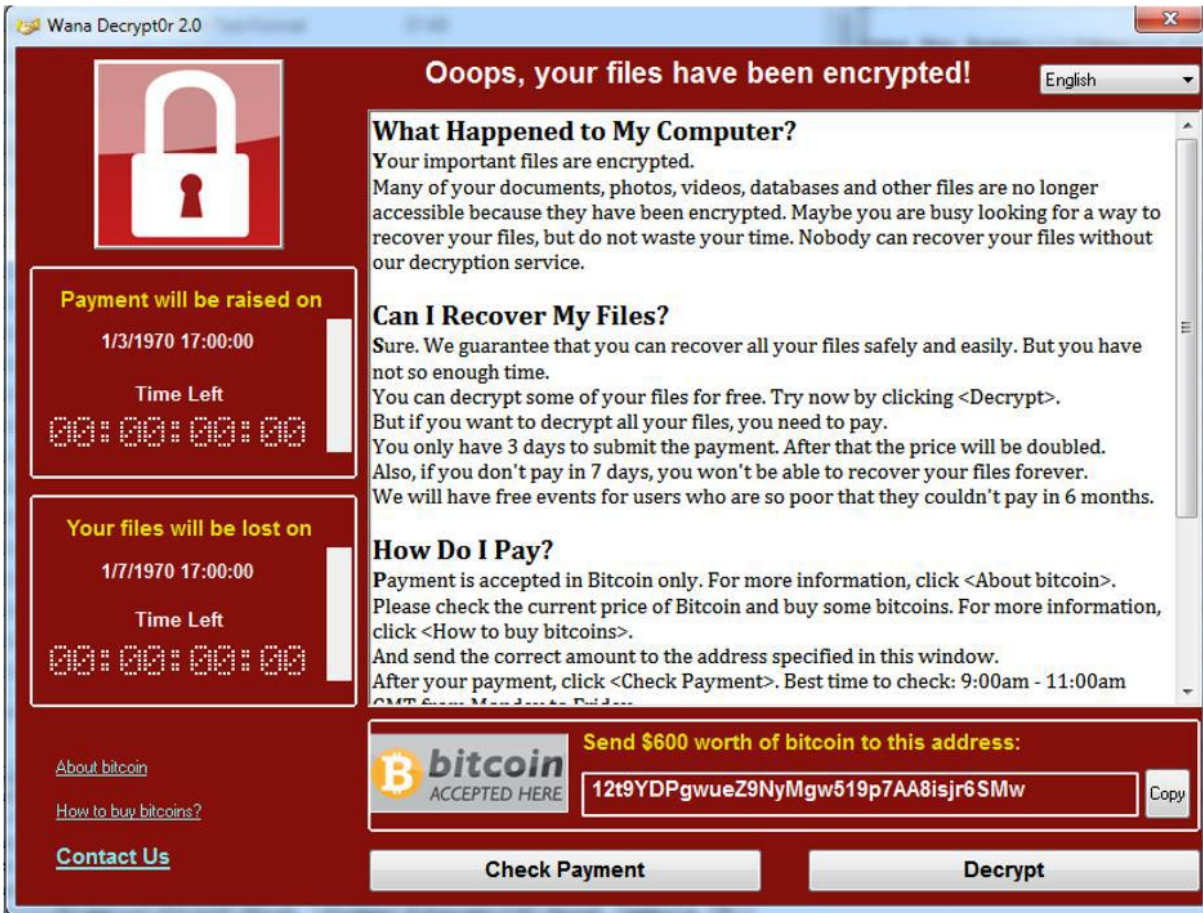 Wana Decrypt0r 2.0
Ooops, your files have been encrypted!
English
Payment will be raised on
1/3/1970 17:00:00
Time Left
00:00:00:00
Your files will be lost on
1/7/1970 17:00:00
Time Left
00:00:00:00
About bitcoin
How to buy bitcoins?
Contact Us
What Happened to My Computer?
Your important files are encrypted.
Many of your documents, photos, videos, databases and other files are no longer
accessible because they have been encrypted. Maybe you are busy looking for a way to
recover your files, but do not waste your time. Nobody can recover your files without
our decryption service.
Can I Recover My Files?
Sure. We guarantee that you can recover all your files safely and easily. But you have
not so enough time.
You can decrypt some of your files for free. Try now by clicking <Decrypt>.
But if you want to decrypt all your files, you need to pay.
You only have 3 days to submit the payment. After that the price will be doubled.
Also, if you don't pay in 7 days, you won't be able to recover your files forever.
We will have free events for users who are so poor that they couldn't pay in 6 months.
How Do I Pay?
Payment is accepted in Bitcoin only. For more information, click <About bitcoin>.
Please check the current price of Bitcoin and buy some bitcoins. For more information,
click <How to buy bitcoins>.
And send the correct amount to the address specified in this window.
After your payment, click <Check Payment>. Best time to check: 9:00am - 11:00am
GMT from Monday to Friday
bitcoin
ACCEPTED HERE
Send $600 worth of bitcoin to this address:
12t9YDPgwueZ9NyMgw519p7AA8isjr6SMw
Copy
Check Payment
Decrypt